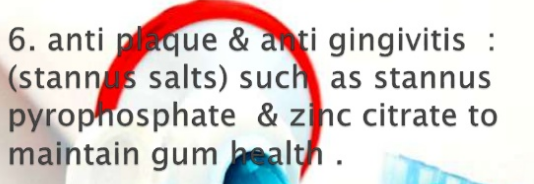 6. anti plaque & anti gingivitis :
(stannus salts) such as stannus
pyrophosphate & zinc citrate to
maintain gum health .